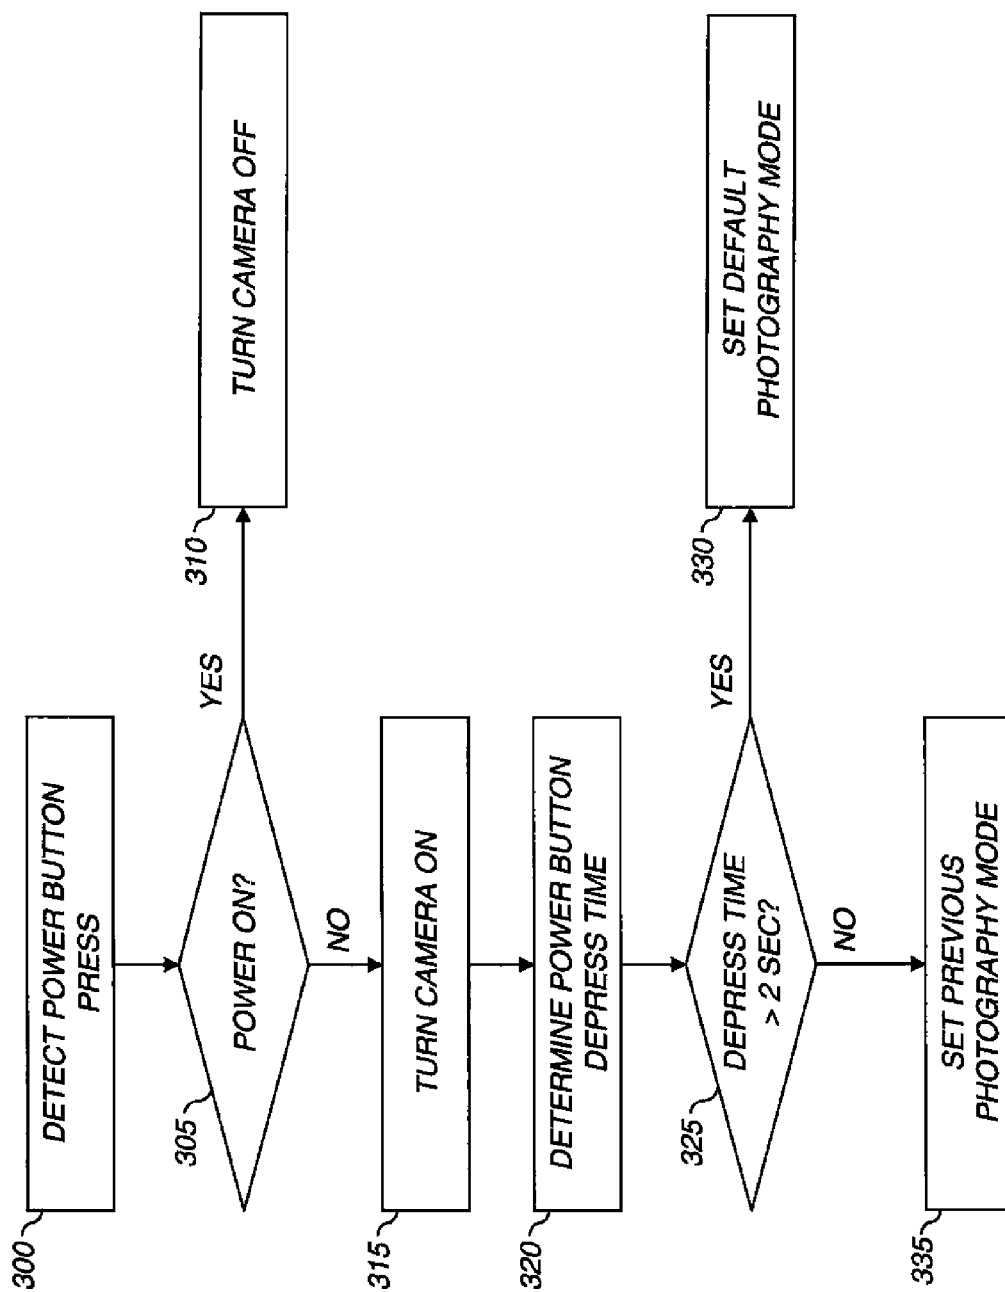 300
DETECT POWER BUTTON
PRESS
305
POWER ON?
YES
310
TURN CAMERA OFF
NO
315
TURN CAMERA ON
320
DETERMINE POWER BUTTON
DEPRESS TIME
325
DEPRESS TIME
> 2 SEC?
YES
330
SET DEFAULT
PHOTOGRAPHY MODE
NO
335
SET PREVIOUS
PHOTOGRAPHY MODE